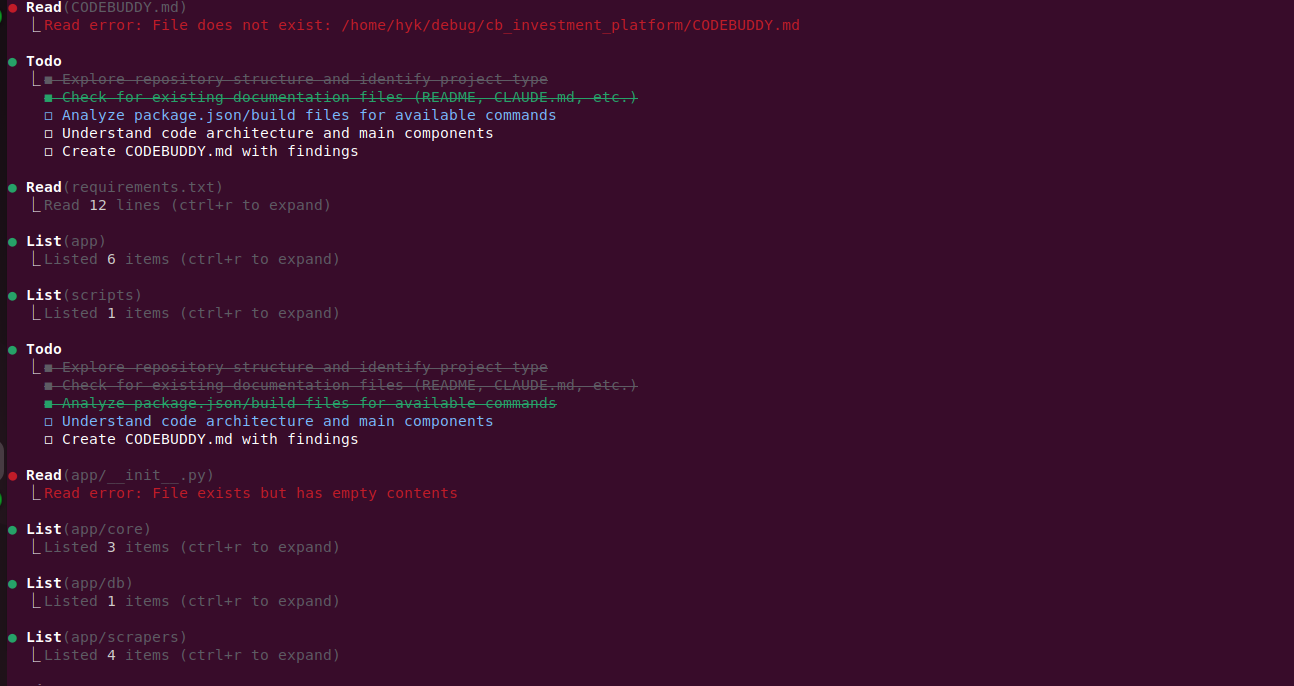 ● Read(CODEBUDDY.md)
⎿ Read error: File does not exist: /home/hyk/debug/cb_investment_platform/CODEBUDDY.md
● Todo
⎿ ■ Explore repository structure and identify project type
■ Check for existing documentation files (README, CLAUDE.md, etc.)
□ Analyze package.json/build files for available commands
□ Understand code architecture and main components
□ Create CODEBUDDY.md with findings
● Read(requirements.txt)
⎿ Read 12 lines (ctrl+r to expand)
● List(app)
⎿ Listed 6 items (ctrl+r to expand)
● List(scripts)
⎿ Listed 1 items (ctrl+r to expand)
● Todo
⎿ ■ Explore repository structure and identify project type
■ Check for existing documentation files (README, CLAUDE.md, etc.)
■ Analyze package.json/build files for available commands
□ Understand code architecture and main components
□ Create CODEBUDDY.md with findings
● Read(app/__init__.py)
⎿ Read error: File exists but has empty contents
● List(app/core)
⎿ Listed 3 items (ctrl+r to expand)
● List(app/db)
⎿ Listed 1 items (ctrl+r to expand)
● List(app/scrapers)
⎿ Listed 4 items (ctrl+r to expand)